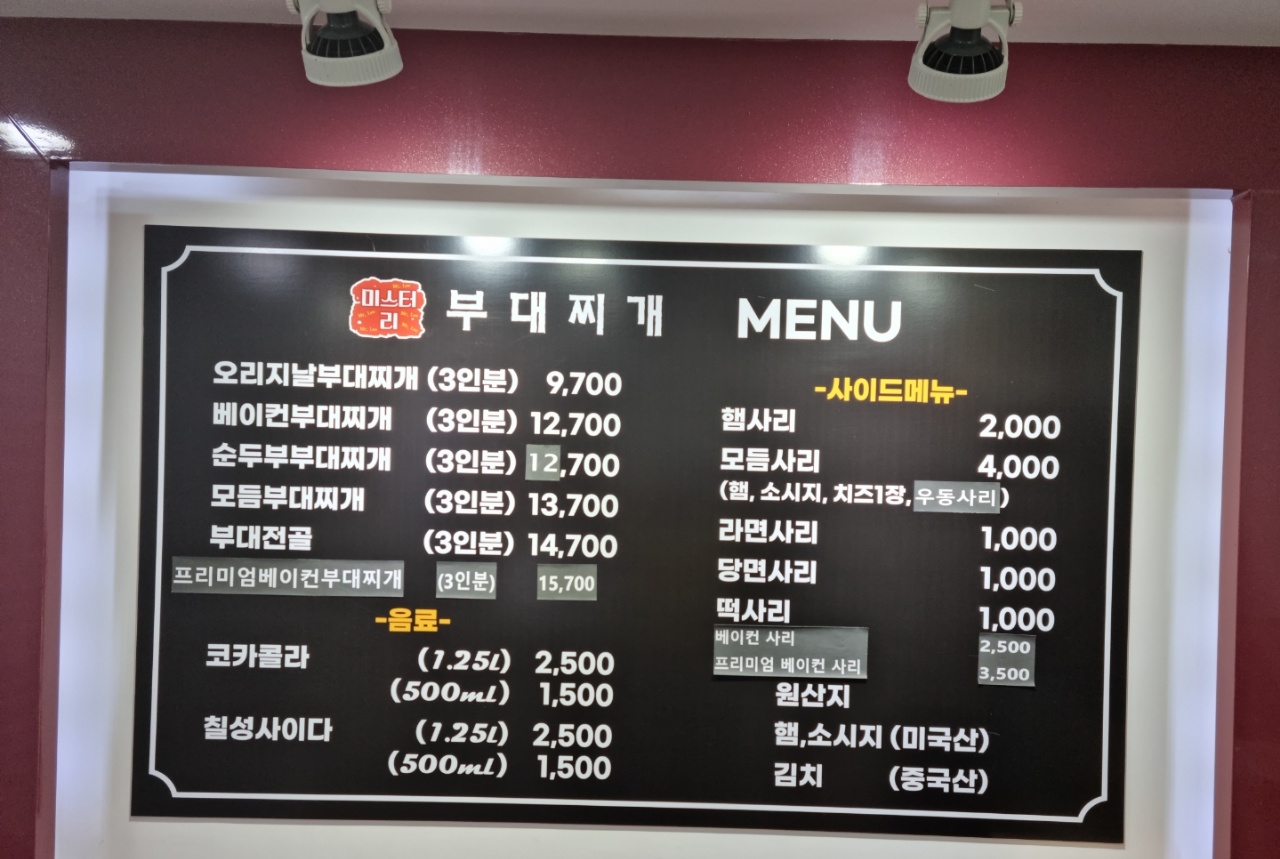 미스터리 부대찌개 MENU
오리지날부대찌개 (3인분) 9,700
베이컨부대찌개 (3인분) 12,700
순두부부대찌개 (3인분) 12,700
모듬부대찌개 (3인분) 13,700
부대전골 (3인분) 14,700
프리미엄베이컨부대찌개 (3인분) 15,700
-음료-
코카콜라 (1.25l) 2,500
(500ml) 1,500
칠성사이다 (1.25l) 2,500
(500ml) 1,500
-사이드메뉴-
햄사리 2,000
모듬사리 4,000
(햄, 소시지, 치즈1장, 우동사리)
라면사리 1,000
당면사리 1,000
떡사리 1,000
베이컨 사리 2,500
프리미엄 베이컨 사리 3,500
원산지
햄,소시지 (미국산)
김치 (중국산)